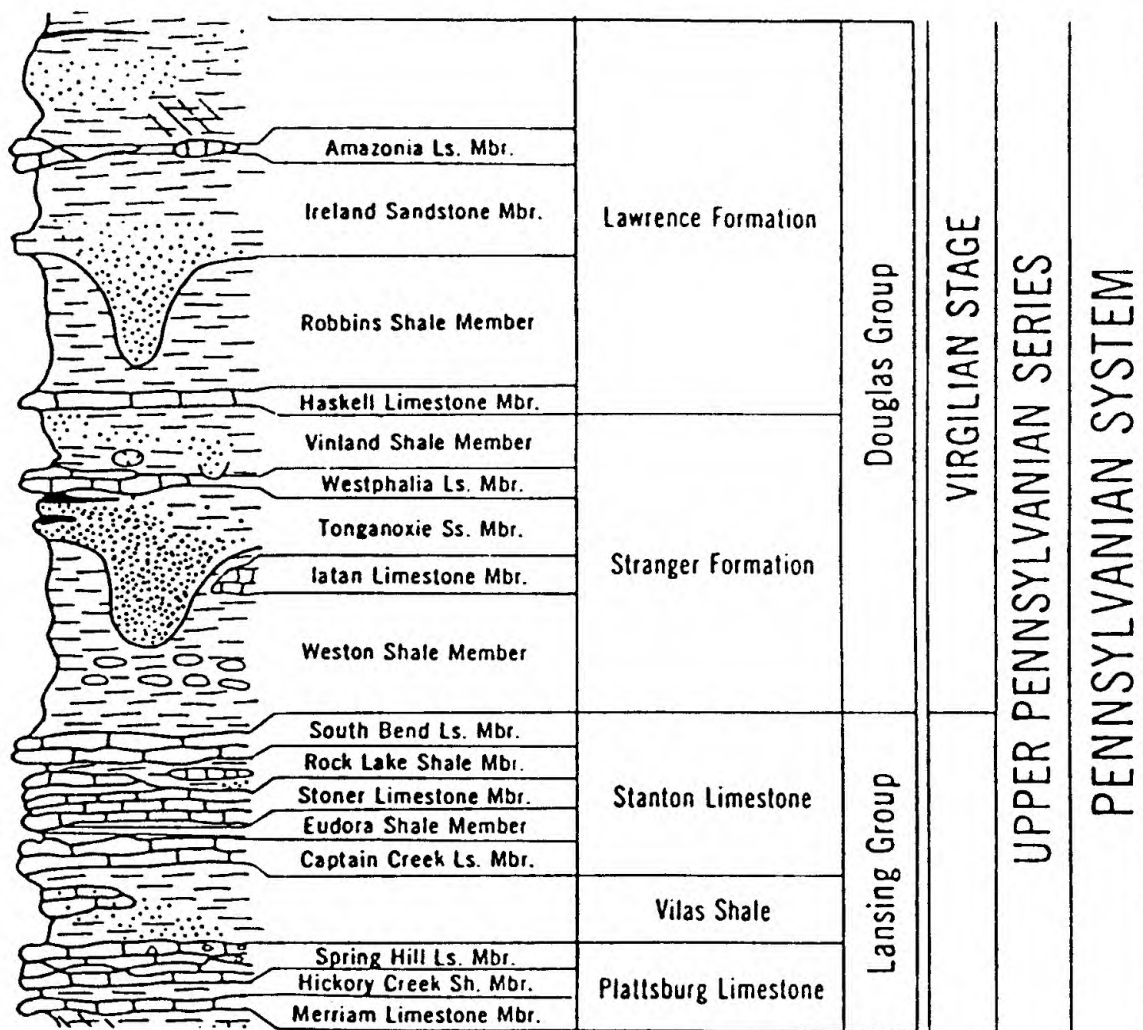 Amazonia Ls. Mbr.
Ireland Sandstone Mbr.
Robbins Shale Member
Haskell Limestone Mbr.
Vinland Shale Member
Westphalia Ls. Mbr.
Tonganoxie Ss. Mbr.
Iatan Limestone Mbr.
Weston Shale Member
South Bend Ls. Mbr.
Rock Lake Shale Mbr.
Stoner Limestone Mbr.
Eudora Shale Member
Captain Creek Ls. Mbr.
Spring Hill Ls. Mbr.
Hickory Creek Sh. Mbr.
Merriam Limestone Mbr.
Lawrence Formation
Stranger Formation
Stanton Limestone
Vilas Shale
Plattsburg Limestone
Douglas Group
Lansing Group
VIRGILIAN STAGE
UPPER PENNSYLVANIAN SERIES
PENNSYLVANIAN SYSTEM